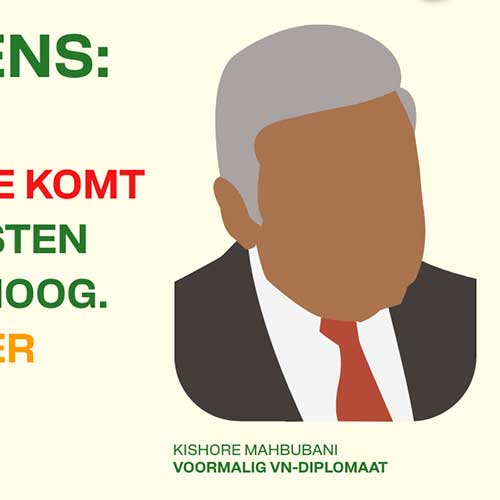 ENS:
E KOMT
STEN
HOOG.
ER
KISHORE MAHBUBANI
VOORMALIG VN-DIPLOMAAT